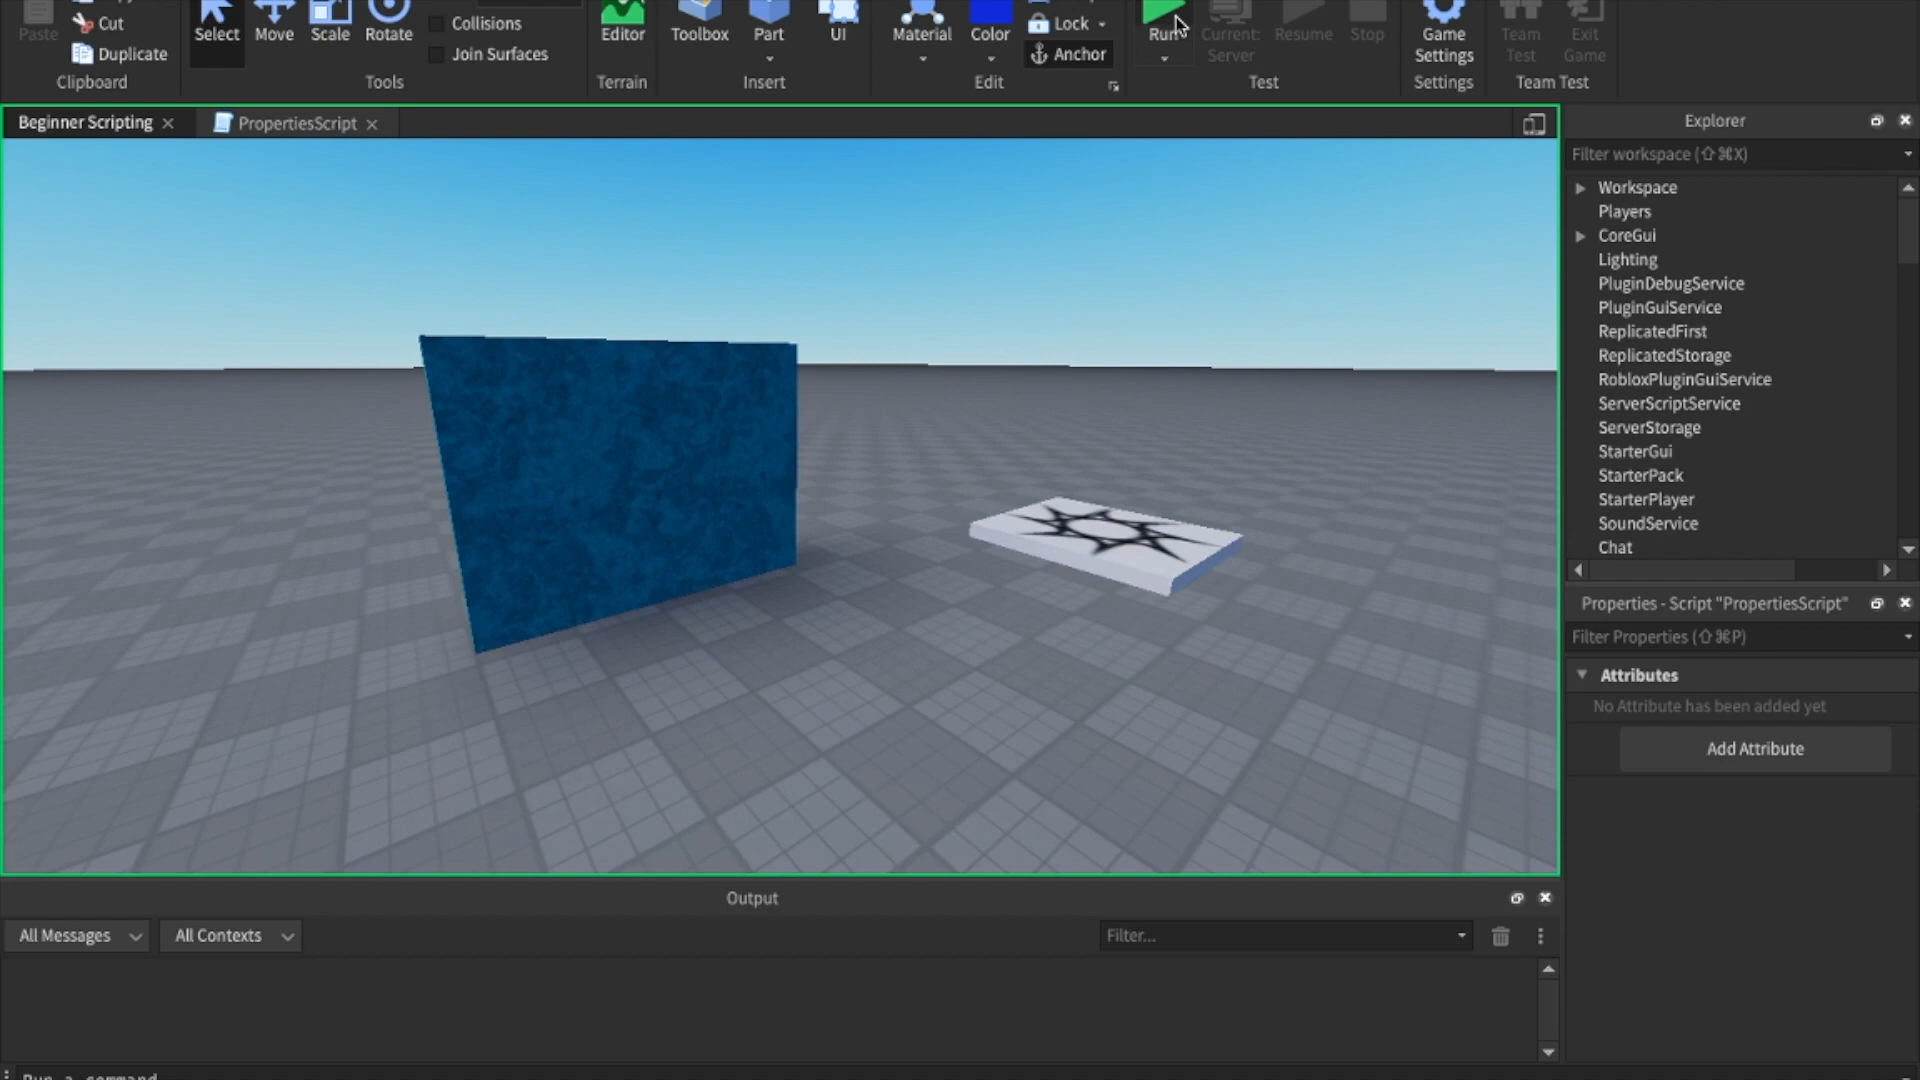 Paste
Cut
Duplicate
Clipboard
Select
Move
Scale
Rotate
Collisions
Join Surfaces
Tools
Editor
Terrain
Toolbox
Part
UI
Insert
Material
Color
Lock
Anchor
Edit
Run
Current:
Server
Resume
Stop
Test
Game
Settings
Settings
Team
Test
Exit
Game
Team Test
Beginner Scripting
PropertiesScript
Explorer
Filter workspace (⇧⌘X)
Workspace
Players
CoreGui
Lighting
PluginDebugService
PluginGuiService
ReplicatedFirst
ReplicatedStorage
RobloxPluginGuiService
ServerScriptService
ServerStorage
StarterGui
StarterPack
StarterPlayer
SoundService
Chat
Properties - Script "PropertiesScript"
Filter Properties (⇧⌘P)
Attributes
No Attribute has been added yet
Add Attribute
Output
All Messages
All Contexts
Filter...
Run a command